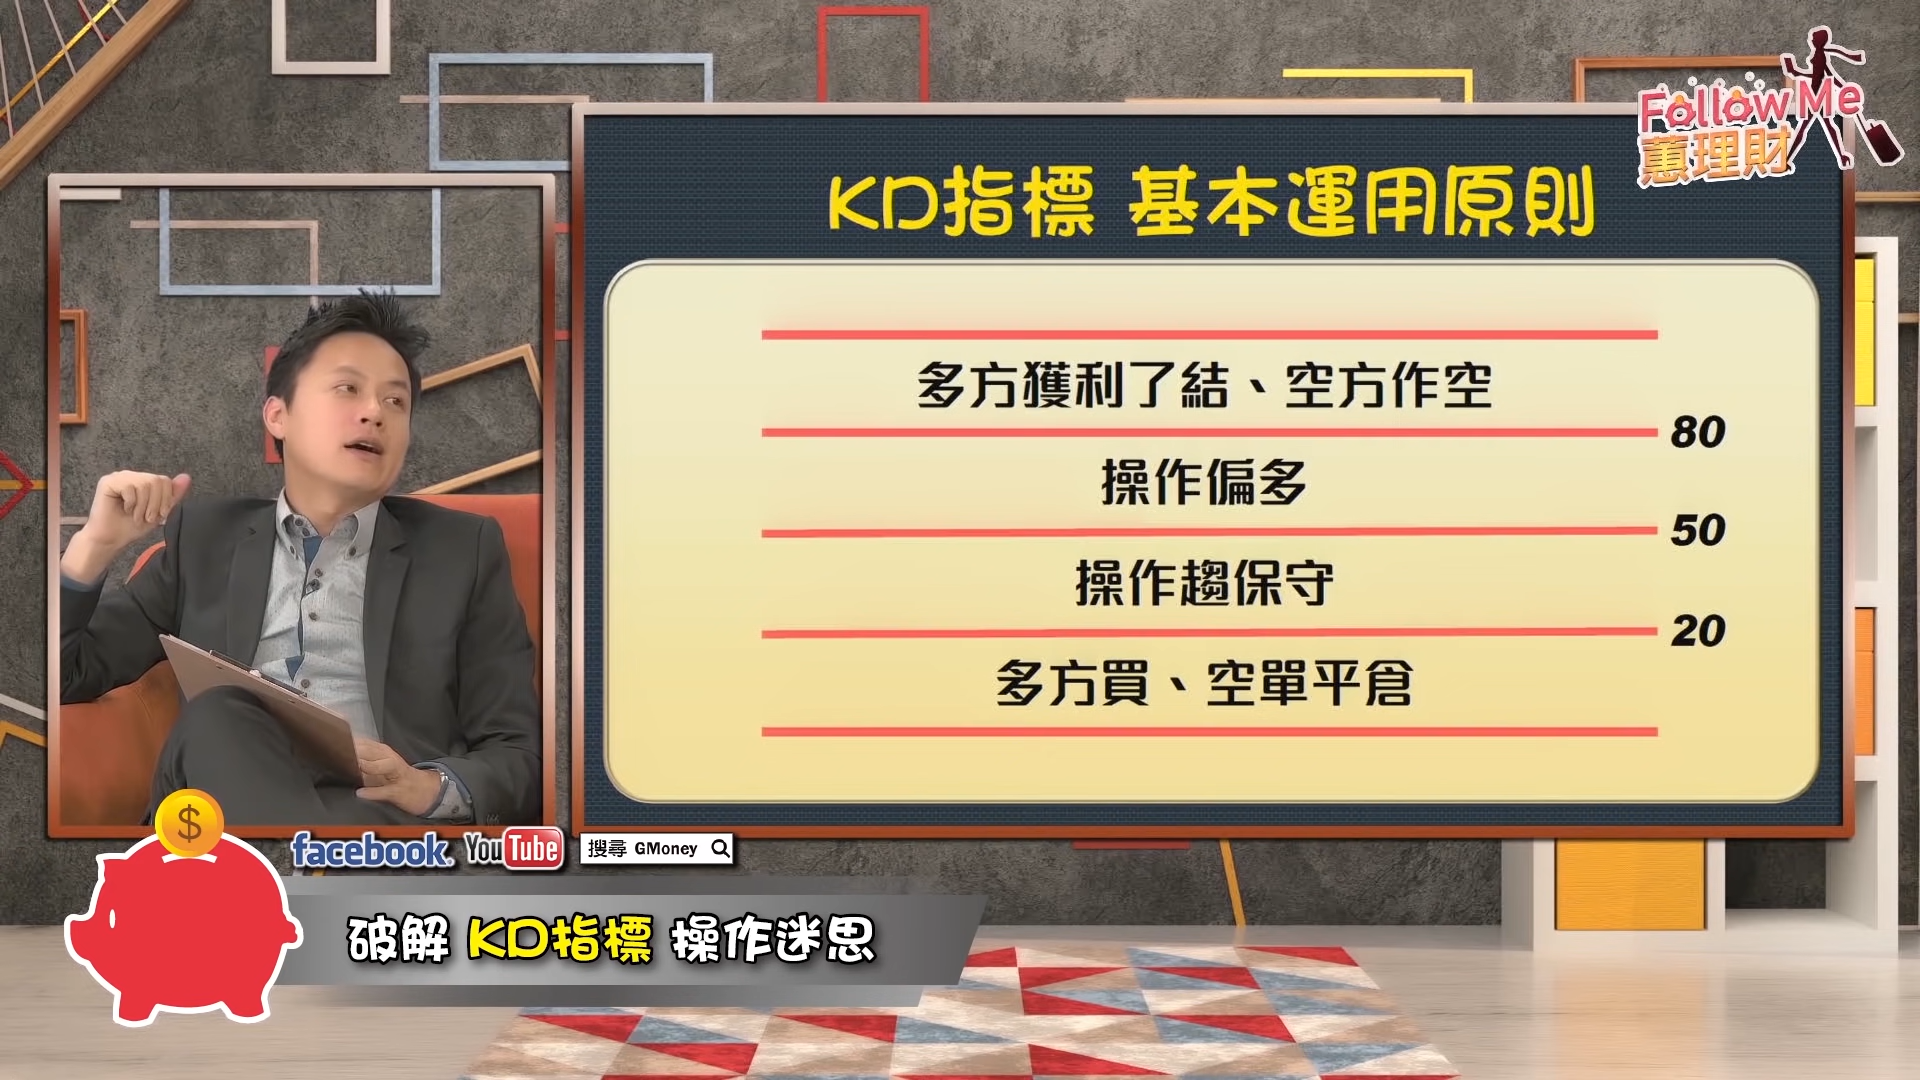 FollowMe
蕙理財
KD指標 基本運用原則
多方獲利了結、空方作空
80
操作偏多
50
操作趨保守
20
多方買、空單平倉
facebook. YouTube 搜尋 GMoney
$
破解 KD指標 操作迷思